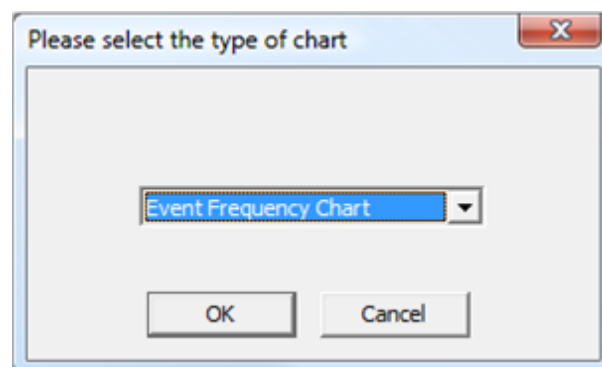 Please select the type of chart
Event Frequency Chart
OK
Cancel